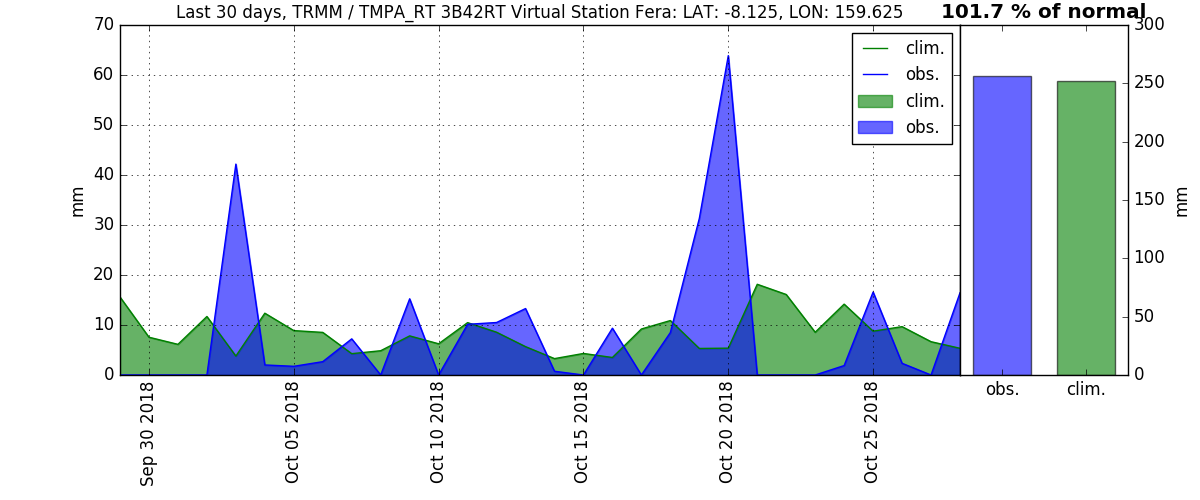 Last 30 days, TRMM / TMPA_RT 3B42RT Virtual Station Fera: LAT: -8.125, LON: 159.625
101.7 % of normal
70
60
50
40
30
20
10
0
mm
clim.
obs.
clim.
obs.
300
250
200
150
100
50
0
mm
obs.
clim.
Sep 30 2018
Oct 05 2018
Oct 10 2018
Oct 15 2018
Oct 20 2018
Oct 25 2018